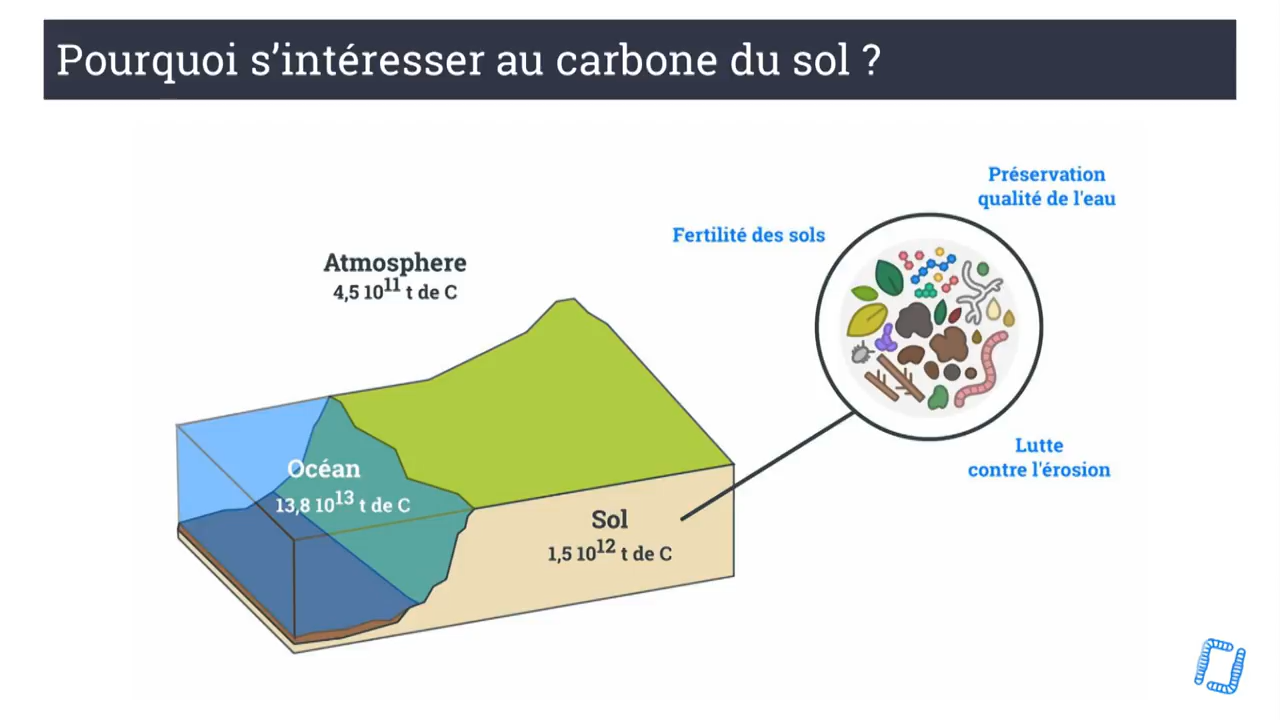 Pourquoi s'intéresser au carbone du sol ?
Préservation
qualité de l'eau
Fertilité des sols
Atmosphere
4,5 10¹¹ t de C
Océan
13,8 10¹³ t de C
Sol
1,5 10¹² t de C
Lutte
contre l'érosion